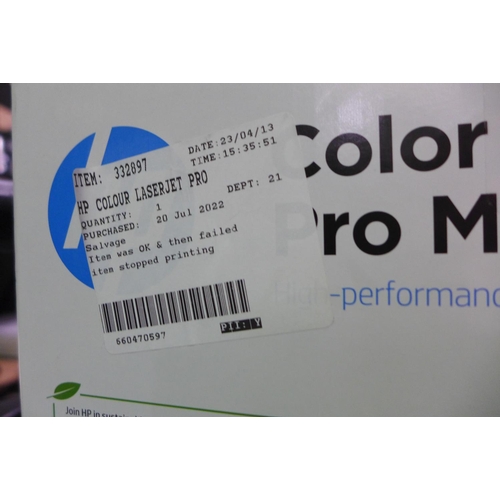 DATE:23/04/13
ITEM: 332897
TIME:15:35:51
HP COLOUR LASERJET PRO
QUANTITY: 1
DEPT: 21
PURCHASED: 20 Jul 2022
Salvage
Item was OK & then failed
item stopped printing
660470597
PII: Y
Color
Pro M
High-performanc
Join HP in sustai